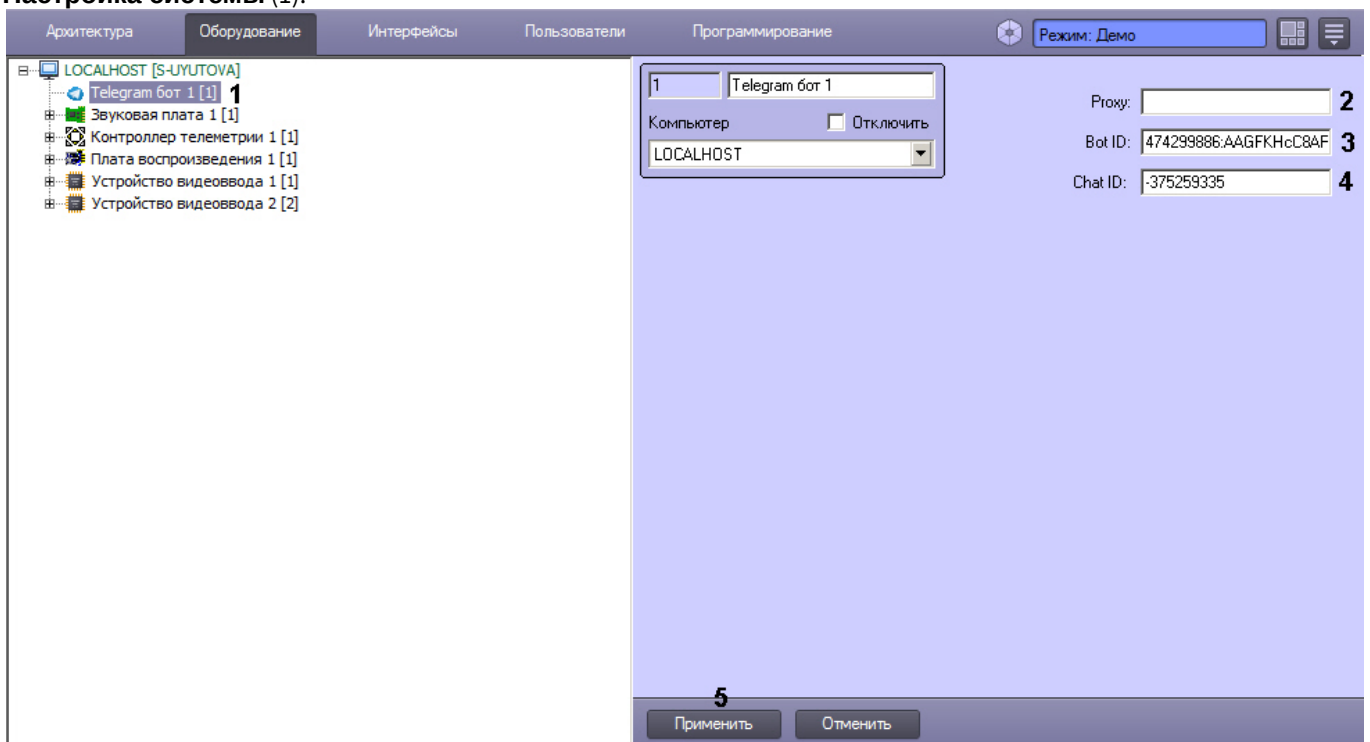 Настройка системы (1).
Архитектура Оборудование Интерфейсы Пользователи Программирование Режим: Демо
LOCALHOST [S-UYUTOVA]
Telegram бот 1 [1] 1
Звуковая плата 1 [1]
Контроллер телеметрии 1 [1]
Плата воспроизведения 1 [1]
Устройство видеоввода 1 [1]
Устройство видеоввода 2 [2]
1 Telegram бот 1
Компьютер Отключить
LOCALHOST
Proxy: 2
Bot ID: 474299886:AAGFKHcC8AF 3
Chat ID: -375259335 4
5
Применить Отменить